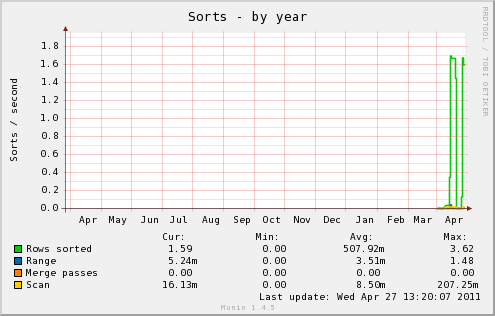 Sorts - by year
RRDTOOL / TOBI OETIKER
Sorts / second
1.8
1.6
1.4
1.2
1.0
0.8
0.6
0.4
0.2
0.0
Apr May Jun Jul Aug Sep Oct Nov Dec Jan Feb Mar Apr
Cur: Min: Avg: Max:
Rows sorted 1.59 0.00 507.92m 3.62
Range 5.24m 0.00 3.51m 1.48
Merge passes 0.00 0.00 0.00 0.00
Scan 16.13m 0.00 8.50m 207.25m
Last update: Wed Apr 27 13:20:07 2011
Munin 1.4.5